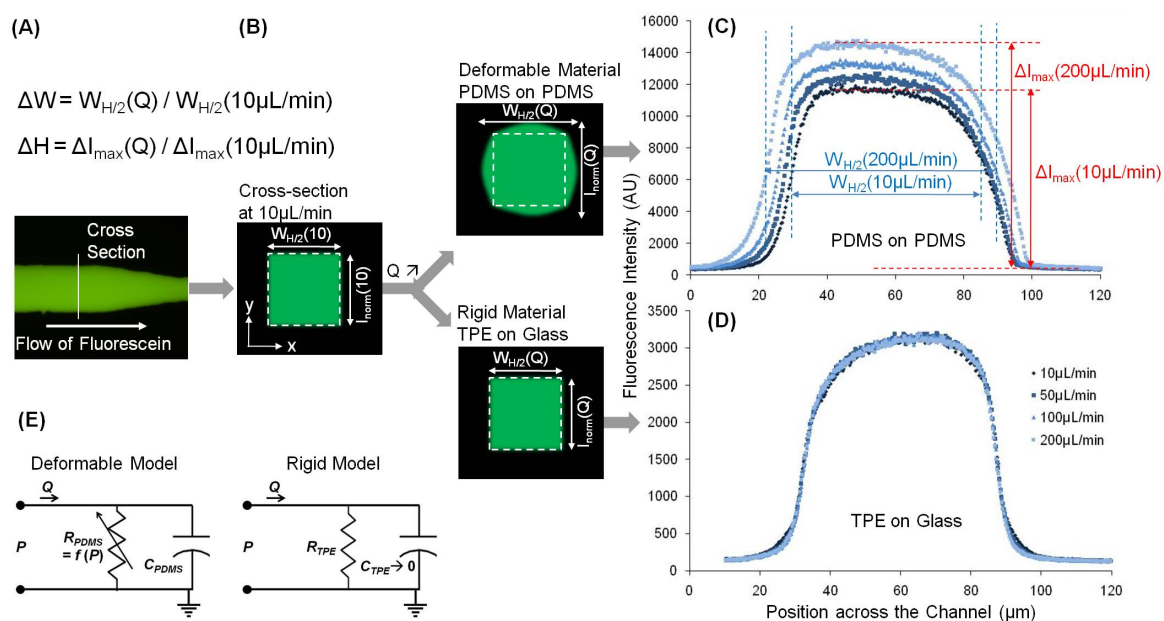 (A)
ΔW = W_H/2(Q) / W_H/2(10µL/min)
ΔH = ΔI_max(Q) / ΔI_max(10µL/min)
Cross
Section
Flow of Fluorescein
(B)
Cross-section
at 10µL/min
W_H/2(10)
I_norm(10)
y
x
Q ↗
Deformable Material
PDMS on PDMS
W_H/2(Q)
I_norm(Q)
Rigid Material
TPE on Glass
W_H/2(Q)
I_norm(Q)
Fluorescence Intensity (AU)
(C)
16000
14000
12000
10000
8000
6000
4000
2000
0
0
20
40
60
80
100
120
W_H/2(200µL/min)
W_H/2(10µL/min)
ΔI_max(200µL/min)
ΔI_max(10µL/min)
PDMS on PDMS
(D)
3500
3000
2500
2000
1500
1000
500
0
0
20
40
60
80
100
120
10µL/min
50µL/min
100µL/min
200µL/min
TPE on Glass
Position across the Channel (µm)
(E)
Deformable Model
Q
P
R_PDMS
= f (P)
C_PDMS
Rigid Model
Q
P
R_TPE
C_TPE → 0